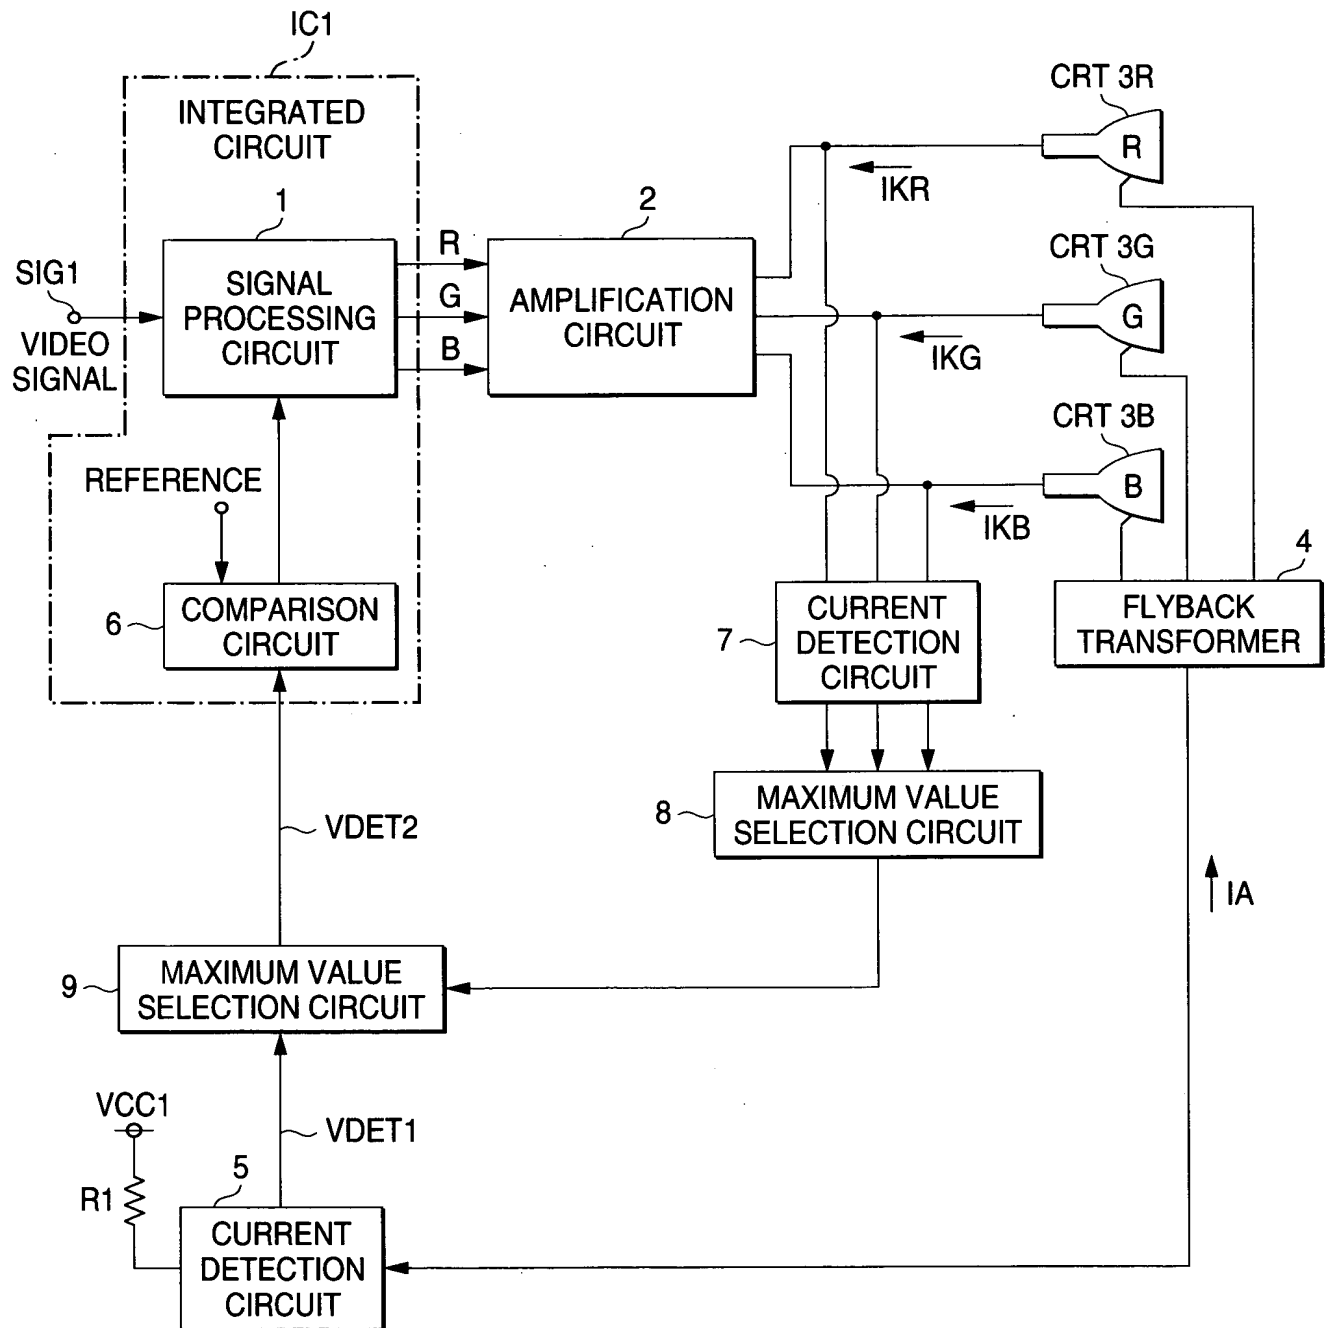 IC1
INTEGRATED
CIRCUIT
CRT 3R
R
IKR
1
2
R
SIG1
SIGNAL
PROCESSING
CIRCUIT
G
AMPLIFICATION
CIRCUIT
CRT 3G
G
IKG
VIDEO
SIGNAL
B
CRT 3B
B
IKB
REFERENCE
4
6
COMPARISON
CIRCUIT
7
CURRENT
DETECTION
CIRCUIT
FLYBACK
TRANSFORMER
8
MAXIMUM VALUE
SELECTION CIRCUIT
VDET2
IA
9
MAXIMUM VALUE
SELECTION CIRCUIT
VCC1
VDET1
R1
5
CURRENT
DETECTION
CIRCUIT